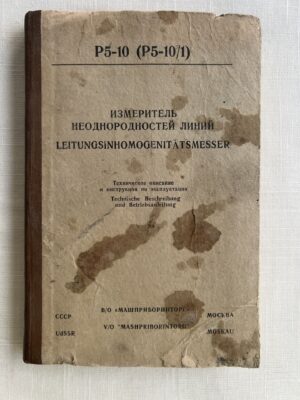 Р5-10 (Р5-10/1)
ИЗМЕРИТЕЛЬ
НЕОДНОРОДНОСТЕЙ ЛИНИЙ
LEITUNGSINHOMOGENITÄTSMESSER
Техническое описание
и инструкция по эксплуатации
Technische Beschreibung
und Betriebsanleitung
СССР В/О «МАШПРИБОРИНТОРГ» МОСКВА
UdSSR V/O "MASHPRIBORINTORG" MOSKAU